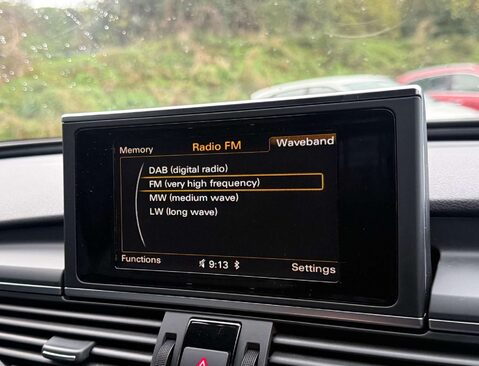 Memory
Radio FM
Waveband
DAB (digital radio)
FM (very high frequency)
MW (medium wave)
LW (long wave)
Functions
9:13
Settings